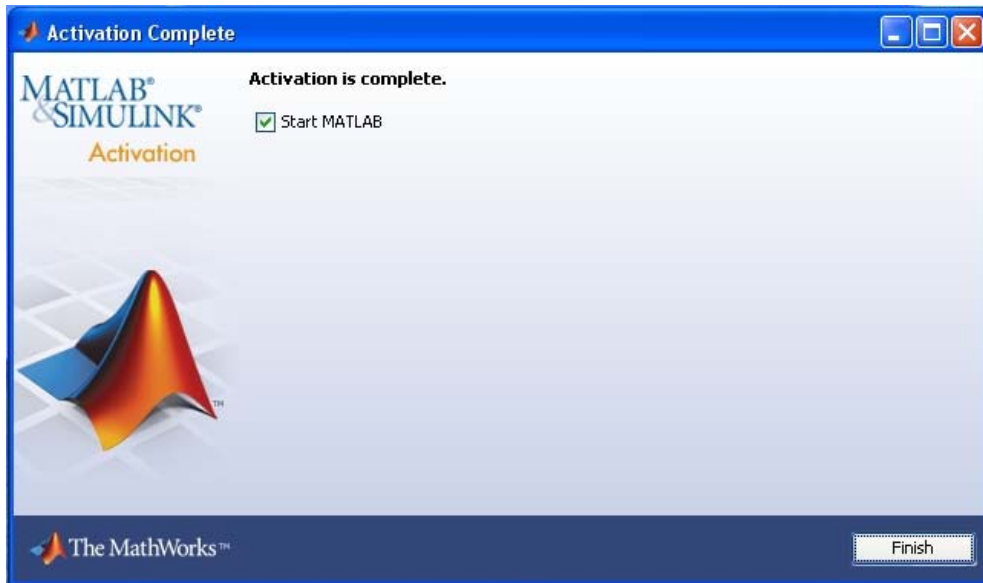 Activation Complete
MATLAB®
&SIMULINK®
Activation
Activation is complete.
Start MATLAB
TM
The MathworksTM
Finish